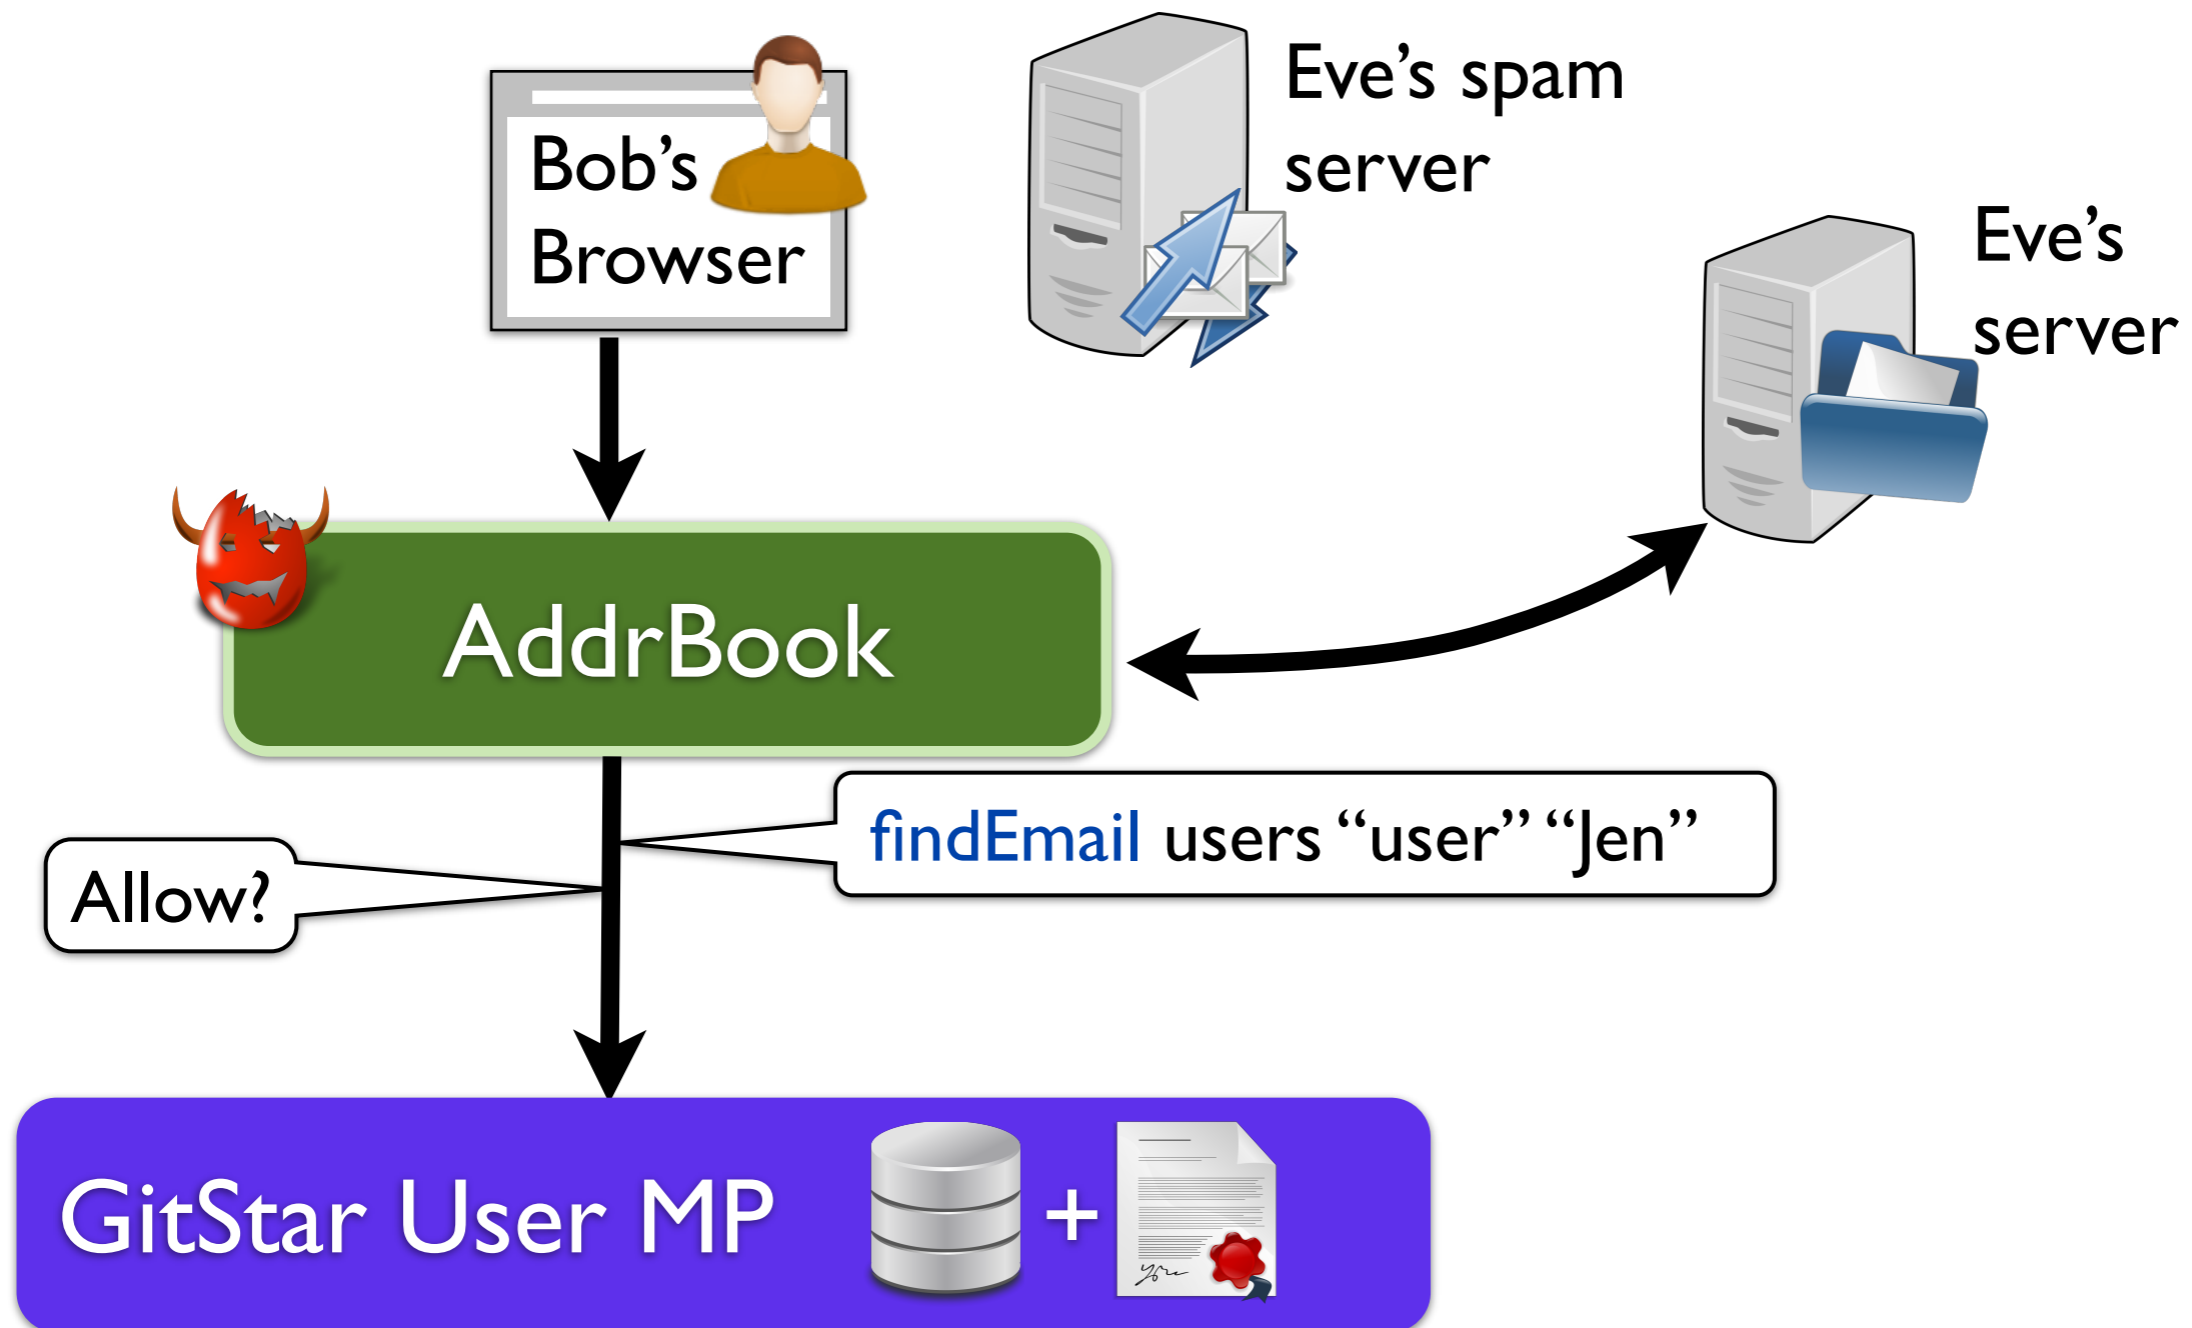 Bob’s
Browser
Eve’s spam
server
Eve’s
server
AddrBook
findEmail users “user” “Jen”
Allow?
GitStar User MP
+